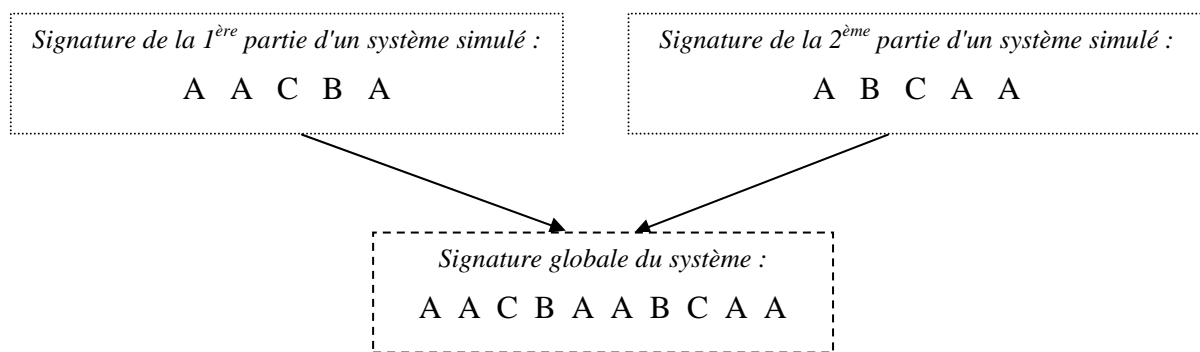 Signature de la 1ère partie d'un système simulé :
A A C B A
Signature de la 2ème partie d'un système simulé :
A B C A A
Signature globale du système :
A A C B A A B C A A